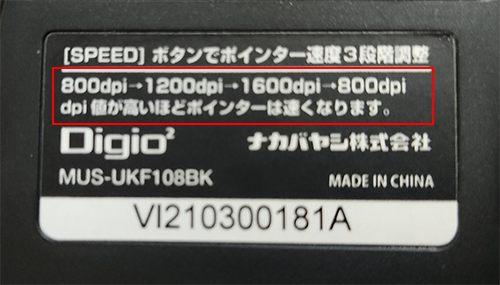 [SPEED] ボタンでポインター速度3段階調整
800dpi→1200dpi→1600dpi→800dpi
dpi 値が高いほどポインターは速くなります。
Digio² ナカバヤシ株式会社
MUS-UKF108BK MADE IN CHINA
VI210300181A